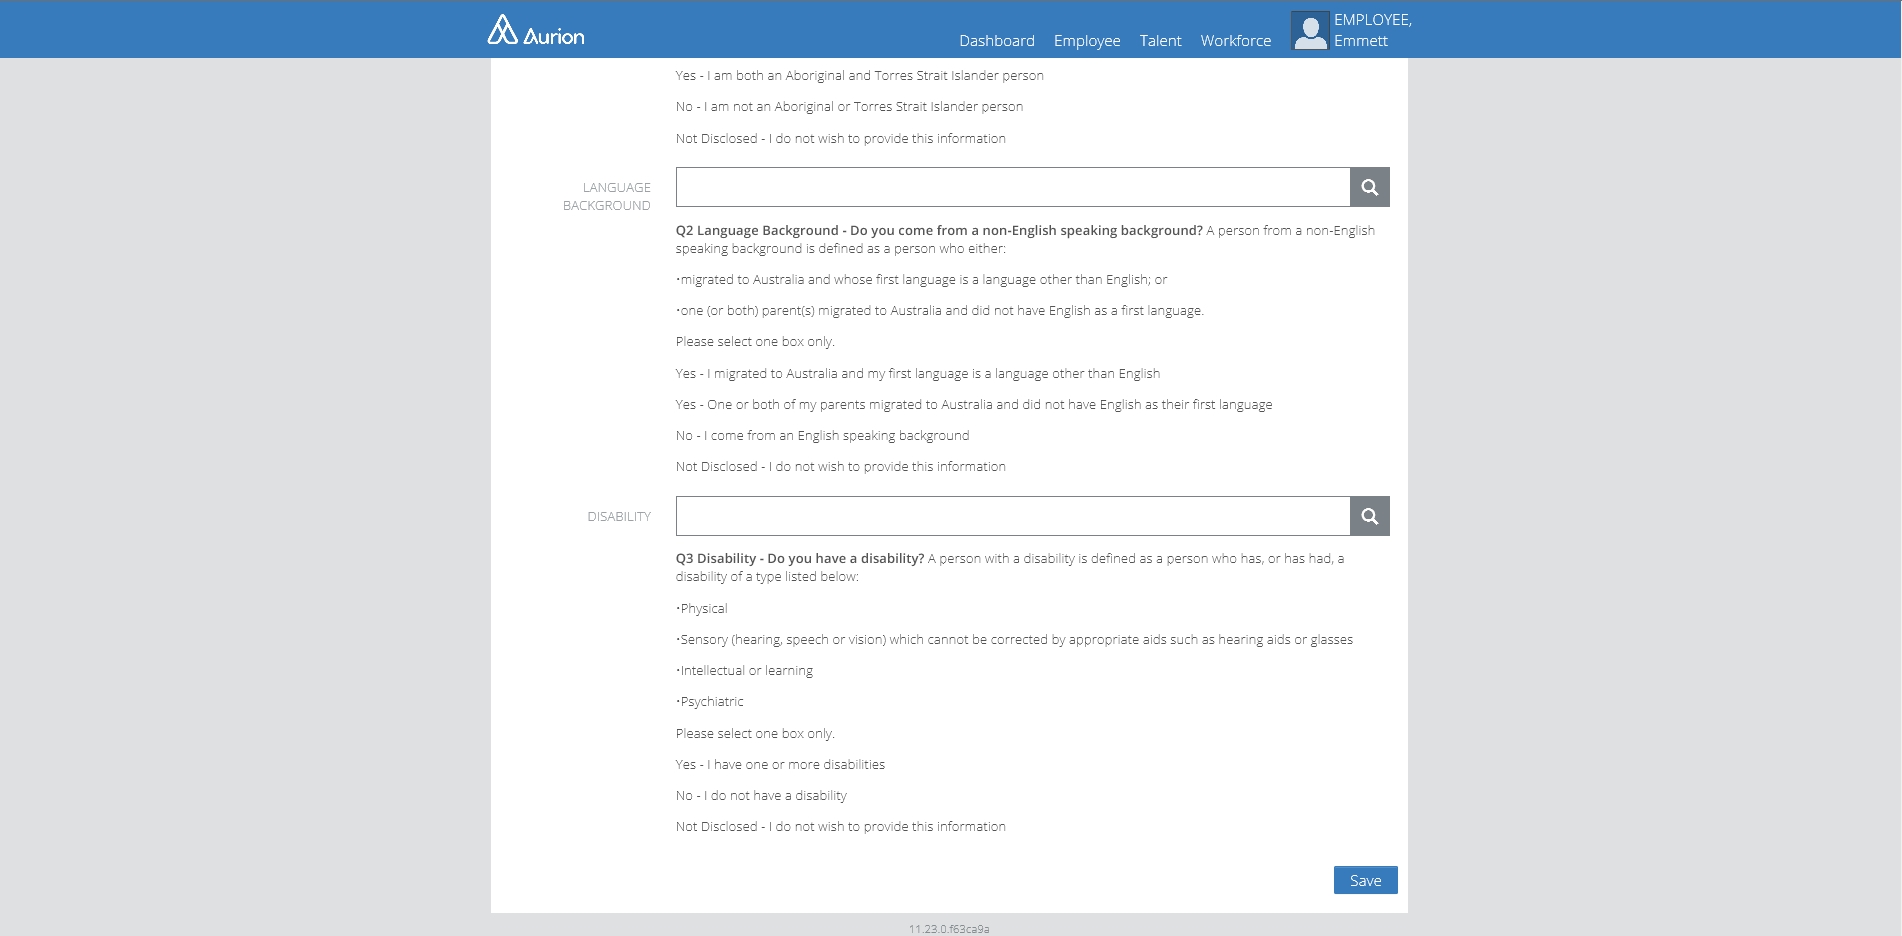 Aurion
Dashboard Employee Talent Workforce
EMPLOYEE,
Emmett
Yes - I am both an Aboriginal and Torres Strait Islander person
No - I am not an Aboriginal or Torres Strait Islander person
Not Disclosed - I do not wish to provide this information
LANGUAGE
BACKGROUND
Q2 Language Background - Do you come from a non-English speaking background? A person from a non-English
speaking background is defined as a person who either:
•migrated to Australia and whose first language is a language other than English; or
•one (or both) parent(s) migrated to Australia and did not have English as a first language.
Please select one box only.
Yes - I migrated to Australia and my first language is a language other than English
Yes - One or both of my parents migrated to Australia and did not have English as their first language
No - I come from an English speaking background
Not Disclosed - I do not wish to provide this information
DISABILITY
Q3 Disability - Do you have a disability? A person with a disability is defined as a person who has, or has had, a
disability of a type listed below:
•Physical
•Sensory (hearing, speech or vision) which cannot be corrected by appropriate aids such as hearing aids or glasses
•Intellectual or learning
•Psychiatric
Please select one box only.
Yes - I have one or more disabilities
No - I do not have a disability
Not Disclosed - I do not wish to provide this information
Save
11.23.0.f63ca9a